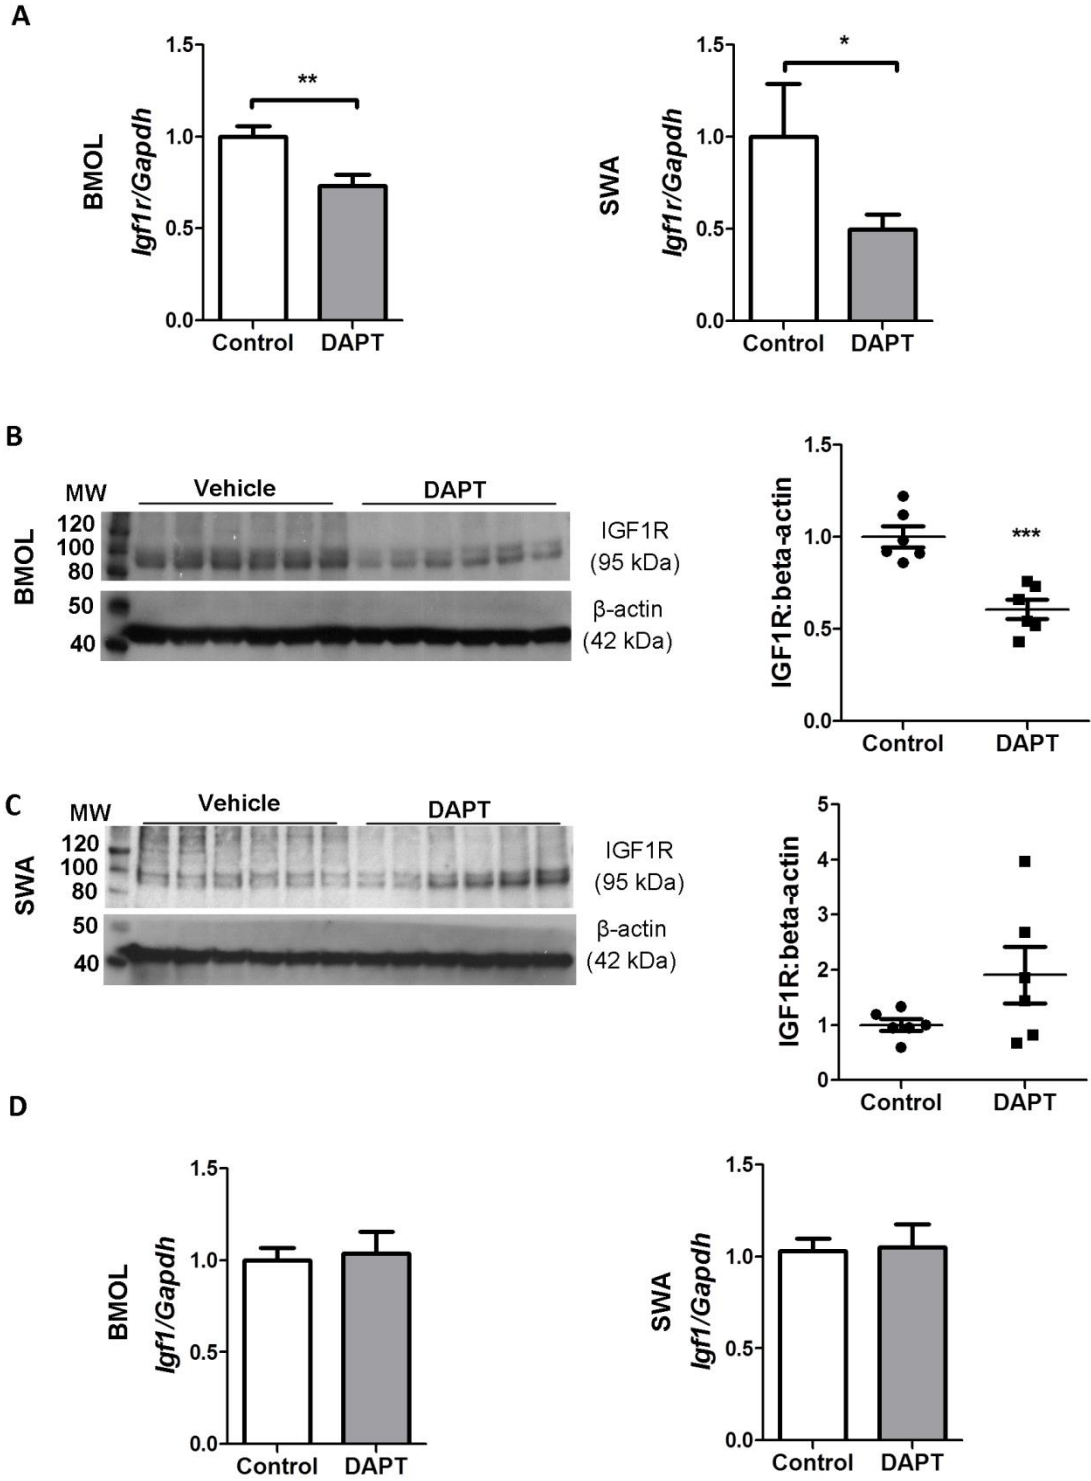 A
BMOL
Igf1r/Gapdh
1.5
1.0
0.5
0.0
**
Control DAPT
SWA
Igf1r/Gapdh
1.5
1.0
0.5
0.0
*
Control DAPT
B
BMOL
MW
Vehicle
DAPT
120
100
80
IGF1R
(95 kDa)
50
40
β-actin
(42 kDa)
IGF1R:beta-actin
1.5
1.0
0.5
0.0
***
Control DAPT
C
SWA
MW
Vehicle
DAPT
120
100
80
IGF1R
(95 kDa)
50
40
β-actin
(42 kDa)
IGF1R:beta-actin
5
4
3
2
1
0
Control DAPT
D
BMOL
Igf1/Gapdh
1.5
1.0
0.5
0.0
Control DAPT
SWA
Igf1/Gapdh
1.5
1.0
0.5
0.0
Control DAPT